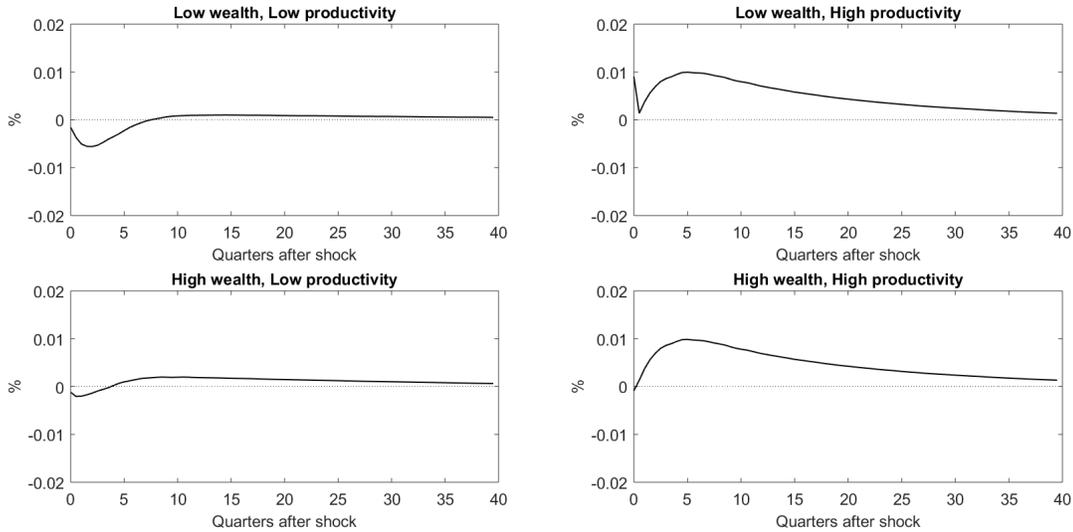 Low wealth, Low productivity
0.02
0.01
0
-0.01
-0.02
%
0 5 10 15 20 25 30 35 40
Quarters after shock
Low wealth, High productivity
0.02
0.01
0
-0.01
-0.02
%
0 5 10 15 20 25 30 35 40
Quarters after shock
High wealth, Low productivity
0.02
0.01
0
-0.01
-0.02
%
0 5 10 15 20 25 30 35 40
Quarters after shock
High wealth, High productivity
0.02
0.01
0
-0.01
-0.02
%
0 5 10 15 20 25 30 35 40
Quarters after shock